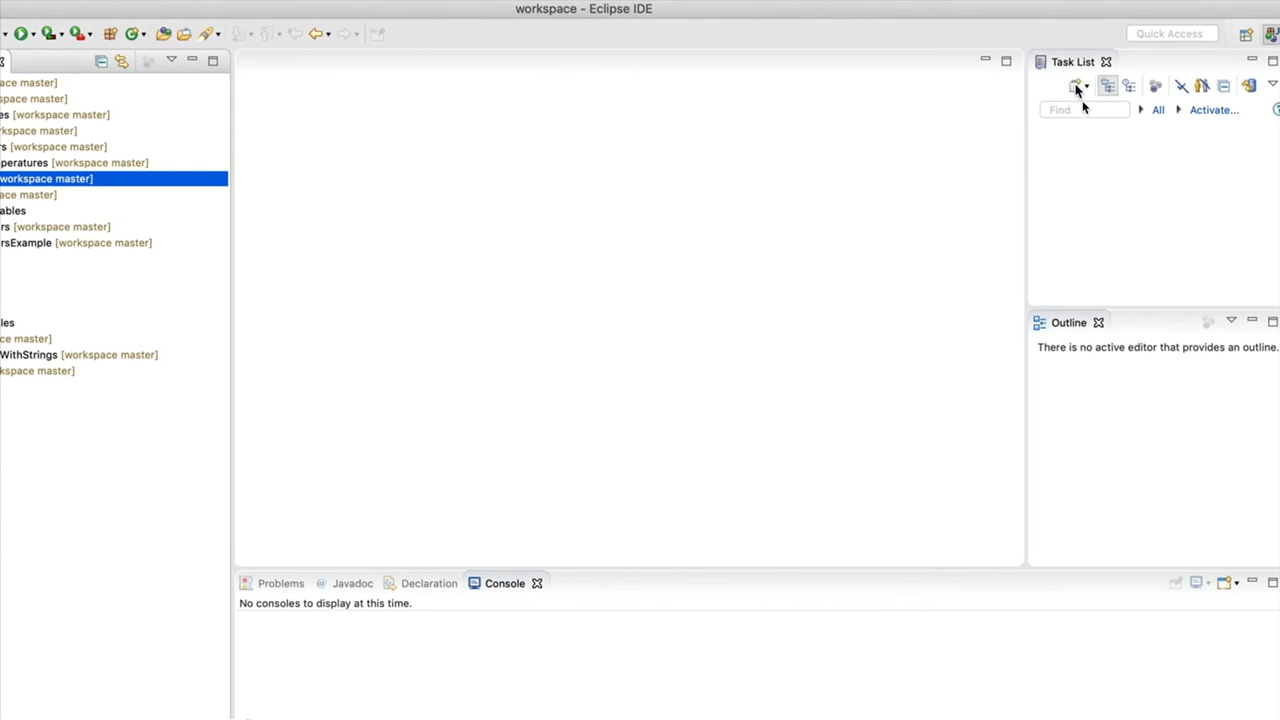 workspace - Eclipse IDE
Quick Access
ace master]
space master]
es [workspace master]
rkspace master]
rs [workspace master]
peratures [workspace master]
workspace master]
ace master]
ables
rs [workspace master]
rsExample [workspace master]
les
ce master]
WithStrings [workspace master]
kspace master]
Task List
Find
All
Activate...
Outline
There is no active editor that provides an outline.
Problems
Javadoc
Declaration
Console
No consoles to display at this time.